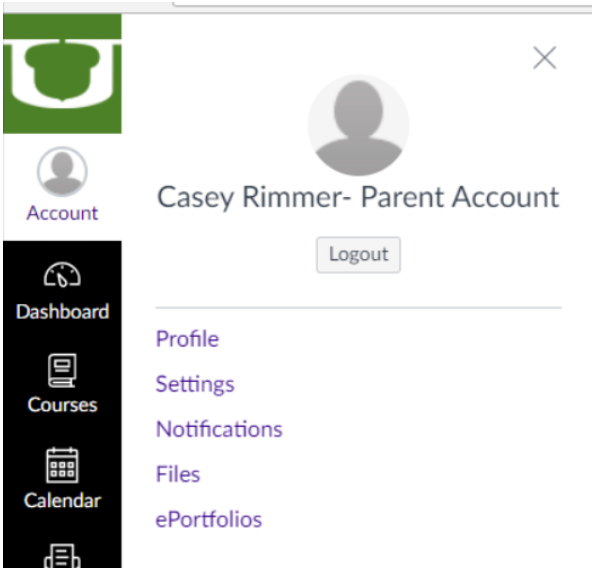 Account
Dashboard
Courses
Calendar
Casey Rimmer- Parent Account
Logout
Profile
Settings
Notifications
Files
ePortfolios